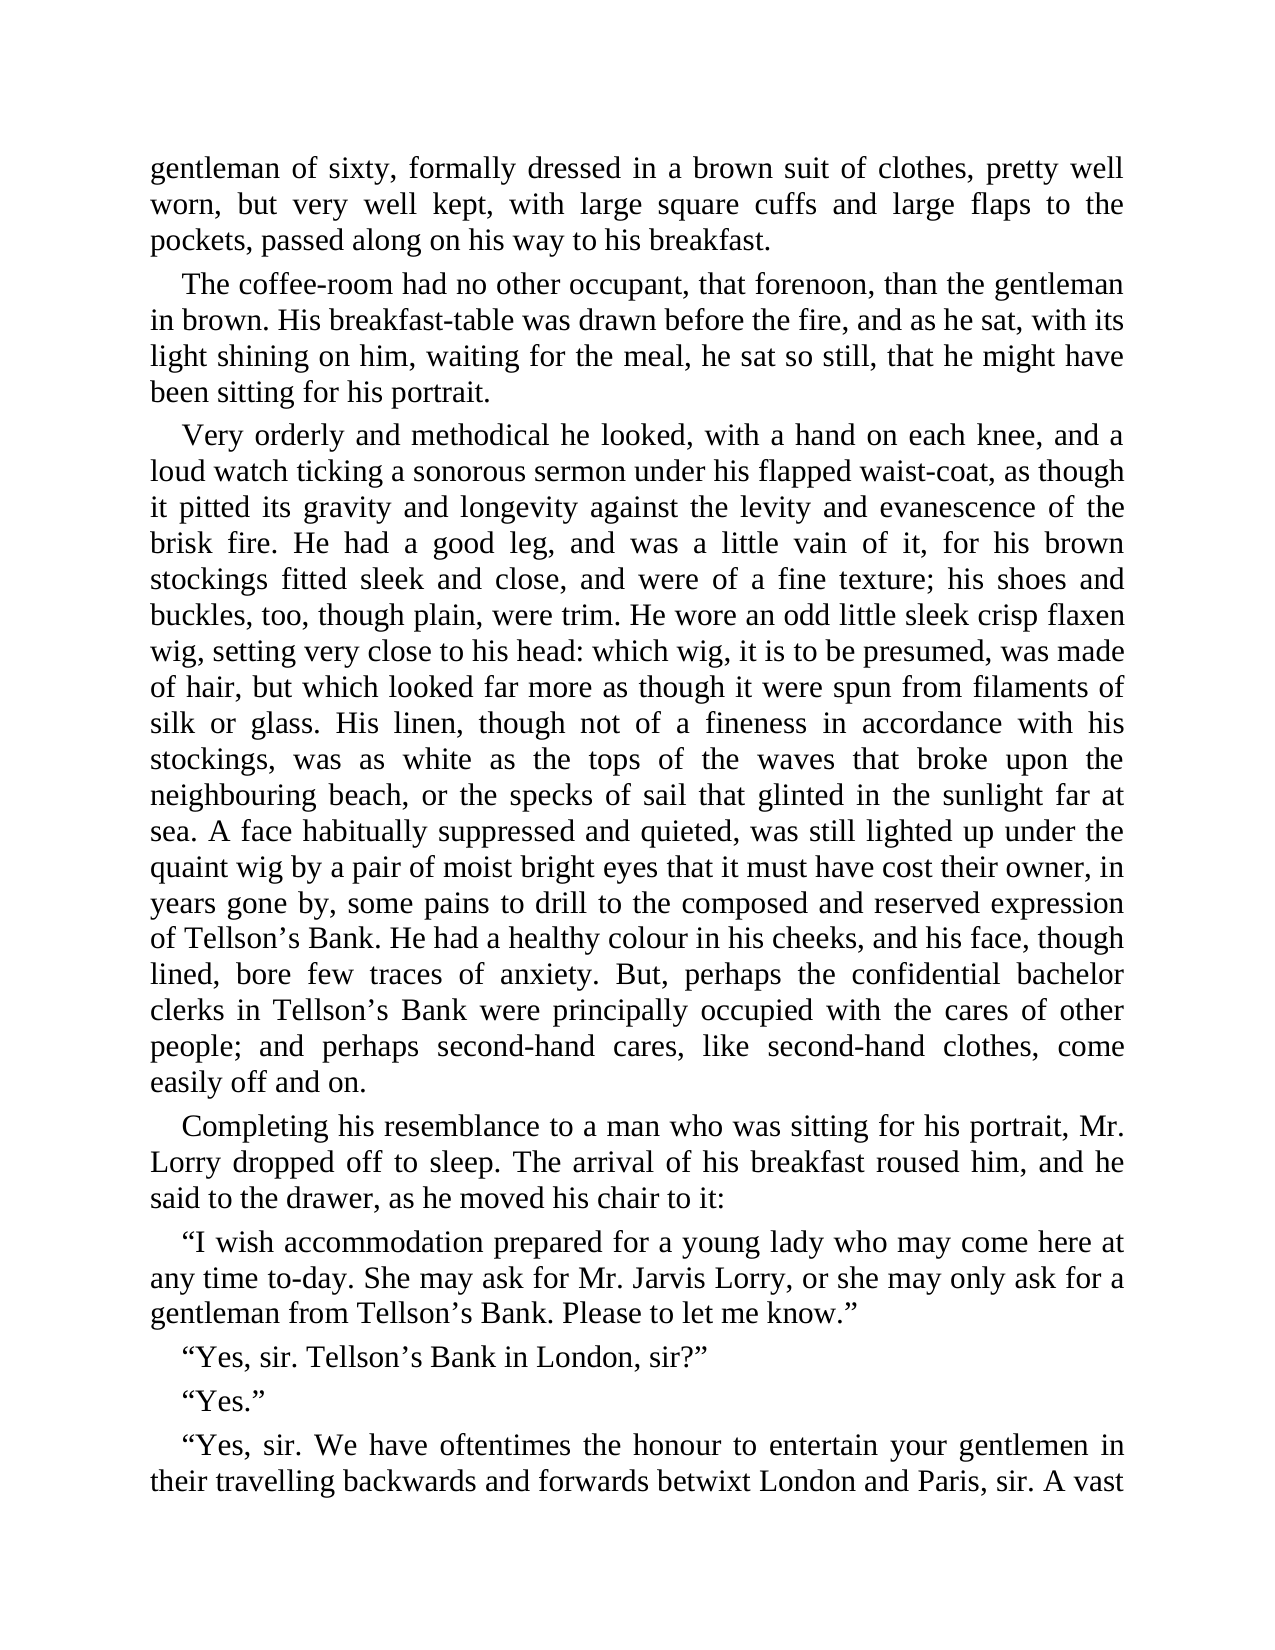 gentleman of sixty, formally dressed in a brown suit of clothes, pretty well
worn, but very well kept, with large square cuffs and large flaps to the
pockets, passed along on his way to his breakfast.
The coffee-room had no other occupant, that forenoon, than the gentleman
in brown. His breakfast-table was drawn before the fire, and as he sat, with its
light shining on him, waiting for the meal, he sat so still, that he might have
been sitting for his portrait.
Very orderly and methodical he looked, with a hand on each knee, and a
loud watch ticking a sonorous sermon under his flapped waist-coat, as though
it pitted its gravity and longevity against the levity and evanescence of the
brisk fire. He had a good leg, and was a little vain of it, for his brown
stockings fitted sleek and close, and were of a fine texture; his shoes and
buckles, too, though plain, were trim. He wore an odd little sleek crisp flaxen
wig, setting very close to his head: which wig, it is to be presumed, was made
of hair, but which looked far more as though it were spun from filaments of
silk or glass. His linen, though not of a fineness in accordance with his
stockings, was as white as the tops of the waves that broke upon the
neighbouring beach, or the specks of sail that glinted in the sunlight far at
sea. A face habitually suppressed and quieted, was still lighted up under the
quaint wig by a pair of moist bright eyes that it must have cost their owner, in
years gone by, some pains to drill to the composed and reserved expression
of Tellson’s Bank. He had a healthy colour in his cheeks, and his face, though
lined, bore few traces of anxiety. But, perhaps the confidential bachelor
clerks in Tellson’s Bank were principally occupied with the cares of other
people; and perhaps second-hand cares, like second-hand clothes, come
easily off and on.
Completing his resemblance to a man who was sitting for his portrait, Mr.
Lorry dropped off to sleep. The arrival of his breakfast roused him, and he
said to the drawer, as he moved his chair to it:
“I wish accommodation prepared for a young lady who may come here at
any time to-day. She may ask for Mr. Jarvis Lorry, or she may only ask for a
gentleman from Tellson’s Bank. Please to let me know.”
“Yes, sir. Tellson’s Bank in London, sir?”
“Yes.”
“Yes, sir. We have oftentimes the honour to entertain your gentlemen in
their travelling backwards and forwards betwixt London and Paris, sir. A vast